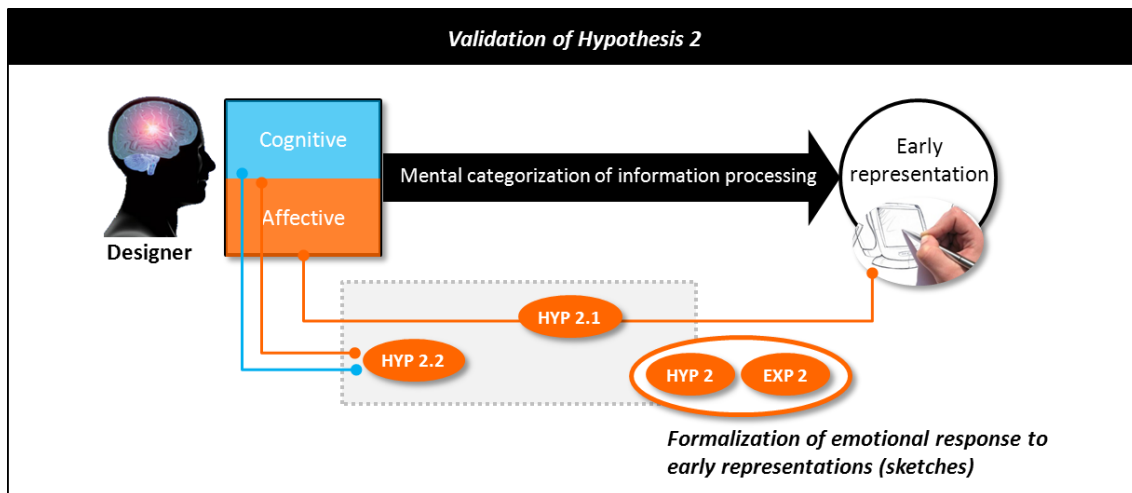 Validation of Hypothesis 2
Cognitive
Affective
Designer
Mental categorization of information processing
Early
representation
HYP 2.1
HYP 2.2
HYP 2
EXP 2
Formalization of emotional response to
early representations (sketches)